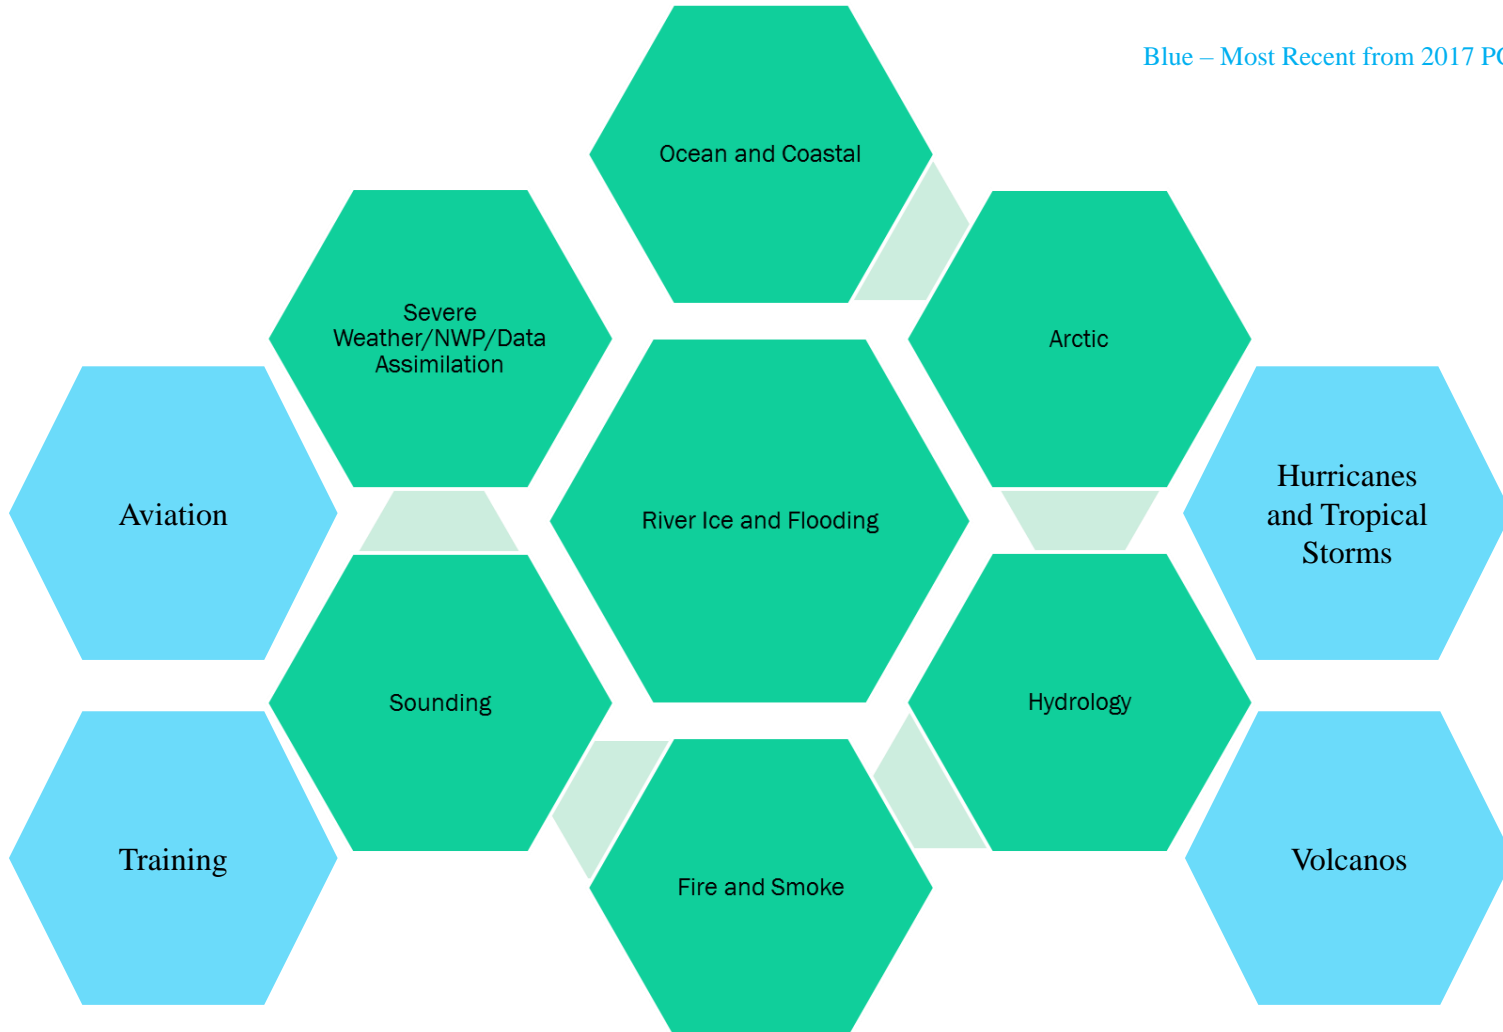 Blue – Most Recent from 2017 PG
Ocean and Coastal
Severe
Weather/NWP/Data
Assimilation
Arctic
Aviation
River Ice and Flooding
Hurricanes
and Tropical
Storms
Sounding
Hydrology
Training
Fire and Smoke
Volcanos